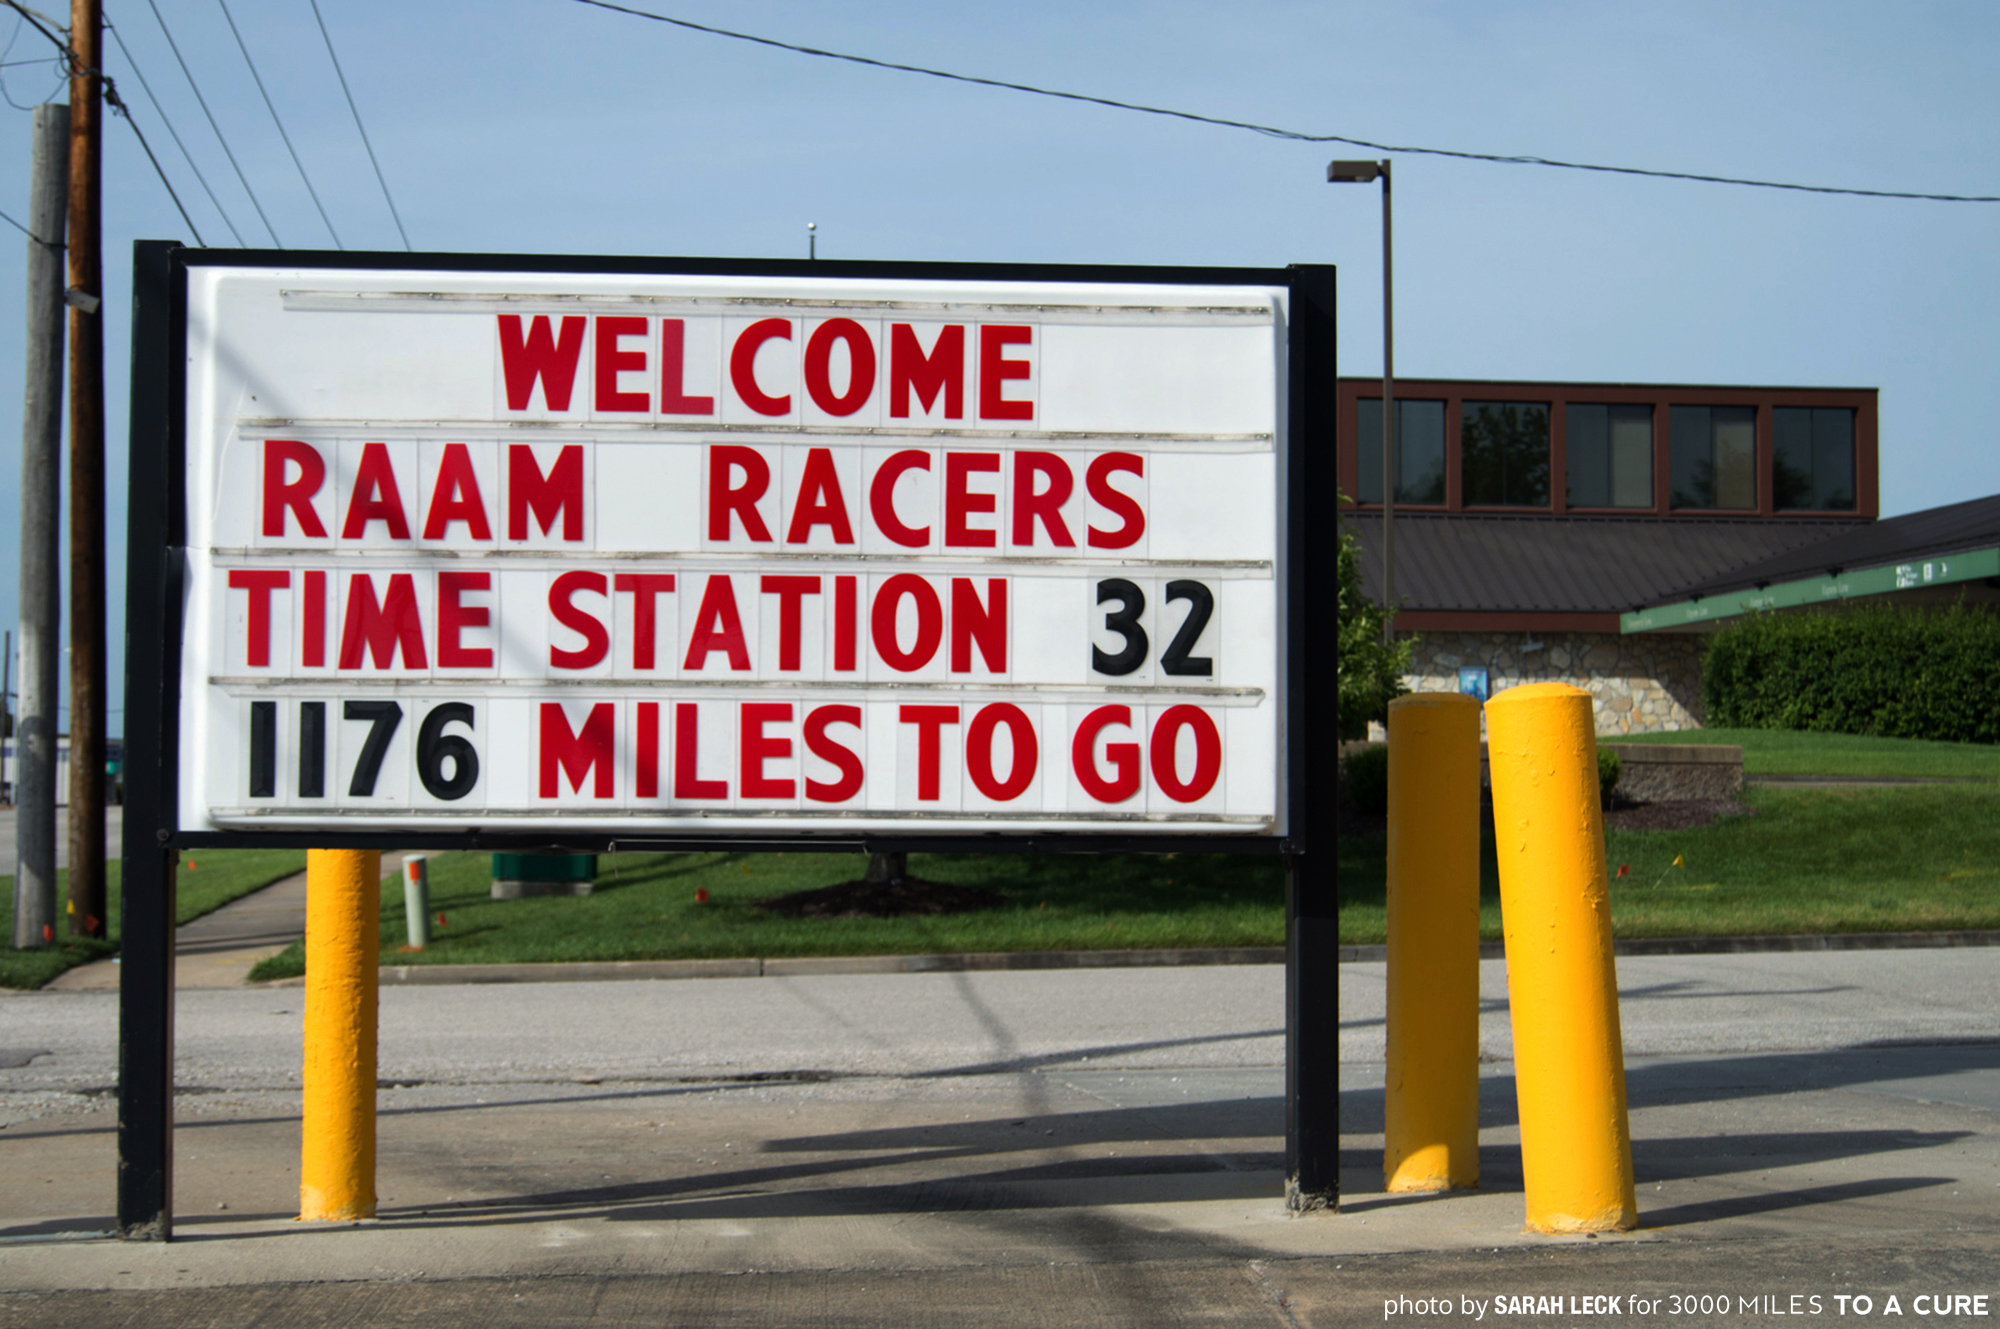 WELCOME
RAAM RACERS
TIME STATION 32
1176 MILES TO GO
photo by SARAH LECK for 3000 MILES TO A CURE